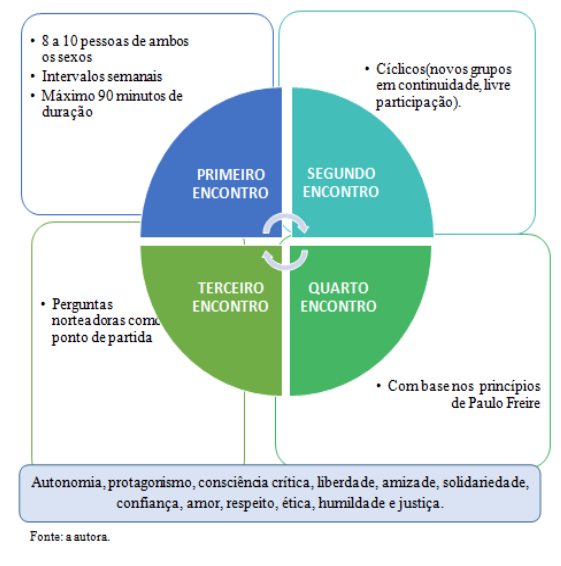 • 8 a 10 pessoas de ambos
os sexos
• Intervalos semanais
• Máximo 90 minutos de
duração
• Cíclicos(novos grupos
em continuidade, livre
participação).
PRIMEIRO
ENCONTRO
SEGUNDO
ENCONTRO
TERCEIRO
ENCONTRO
QUARTO
ENCONTRO
• Perguntas
norteadoras como
ponto de partida
• Com base nos princípios
de Paulo Freire
Autonomia, protagonismo, consciência crítica, liberdade, amizade, solidariedade,
confiança, amor, respeito, ética, humildade e justiça.
Fonte: a autora.